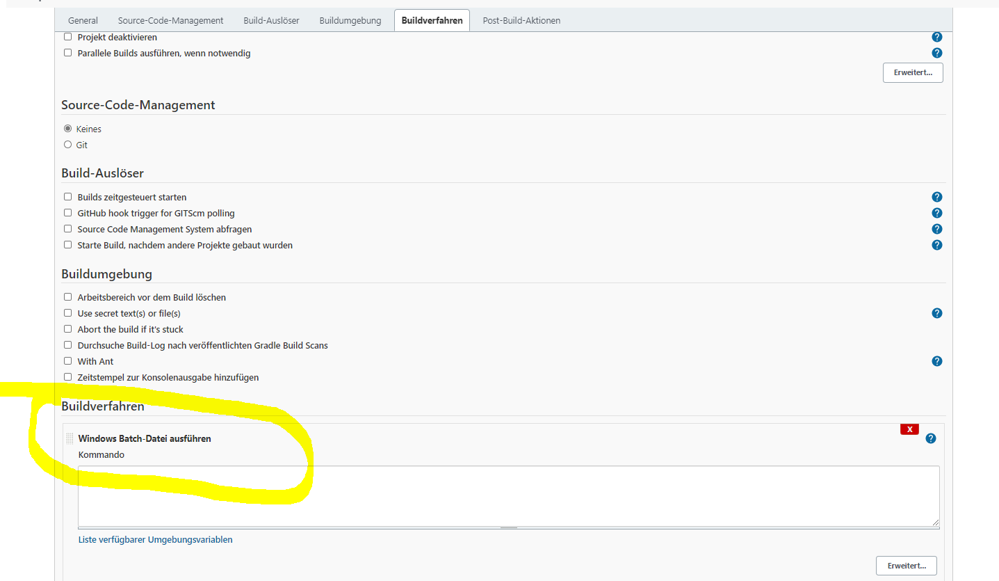 General Source-Code-Management Build-Auslöser Buildumgebung Buildverfahren Post-Build-Aktionen
Projekt deaktivieren ?
Parallele Builds ausführen, wenn notwendig ?
Erweitert...
Source-Code-Management
Keines
Git
Build-Auslöser
Builds zeitgesteuert starten ?
GitHub hook trigger for GITScm polling ?
Source Code Management System abfragen ?
Starte Build, nachdem andere Projekte gebaut wurden ?
Buildumgebung
Arbeitsbereich vor dem Build löschen
Use secret text(s) or file(s) ?
Abort the build if it's stuck
Durchsuche Build-Log nach veröffentlichten Gradle Build Scans
With Ant ?
Zeitstempel zur Konsolenausgabe hinzufügen
Buildverfahren
X
Windows Batch-Datei ausführen ?
Kommando
Liste verfügbarer Umgebungsvariablen
Erweitert...